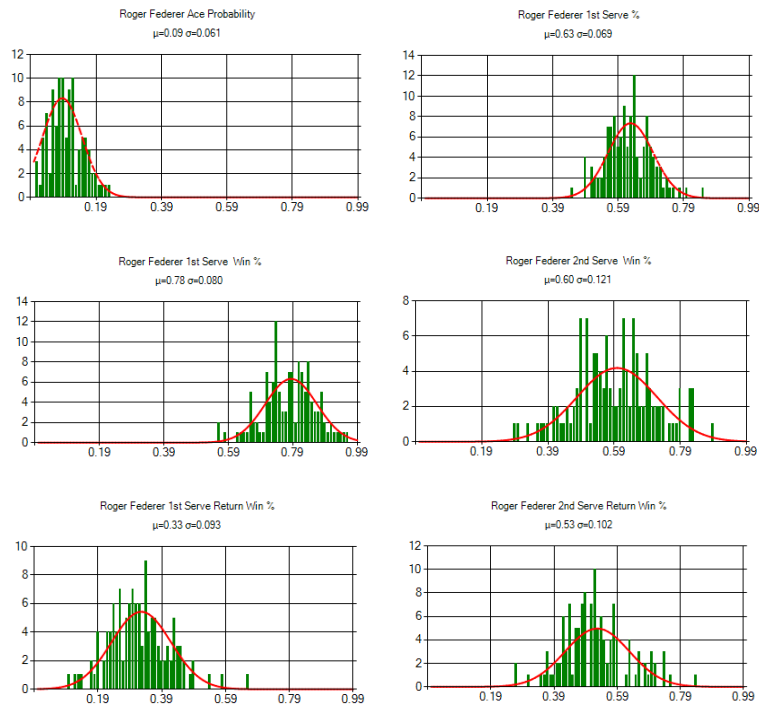 Roger Federer Ace Probability
μ=0.09 σ=0.061
12
10
8
6
4
2
0
0.19 0.39 0.59 0.79 0.99
Roger Federer 1st Serve %
μ=0.63 σ=0.069
14
12
10
8
6
4
2
0
0.19 0.39 0.59 0.79 0.99
Roger Federer 1st Serve Win %
μ=0.78 σ=0.080
14
12
10
8
6
4
2
0
0.19 0.39 0.59 0.79 0.99
Roger Federer 2nd Serve Win %
μ=0.60 σ=0.121
8
6
4
2
0
0.19 0.39 0.59 0.79 0.99
Roger Federer 1st Serve Return Win %
μ=0.33 σ=0.093
10
8
6
4
2
0
0.19 0.39 0.59 0.79 0.99
Roger Federer 2nd Serve Return Win %
μ=0.53 σ=0.102
12
10
8
6
4
2
0
0.19 0.39 0.59 0.79 0.99